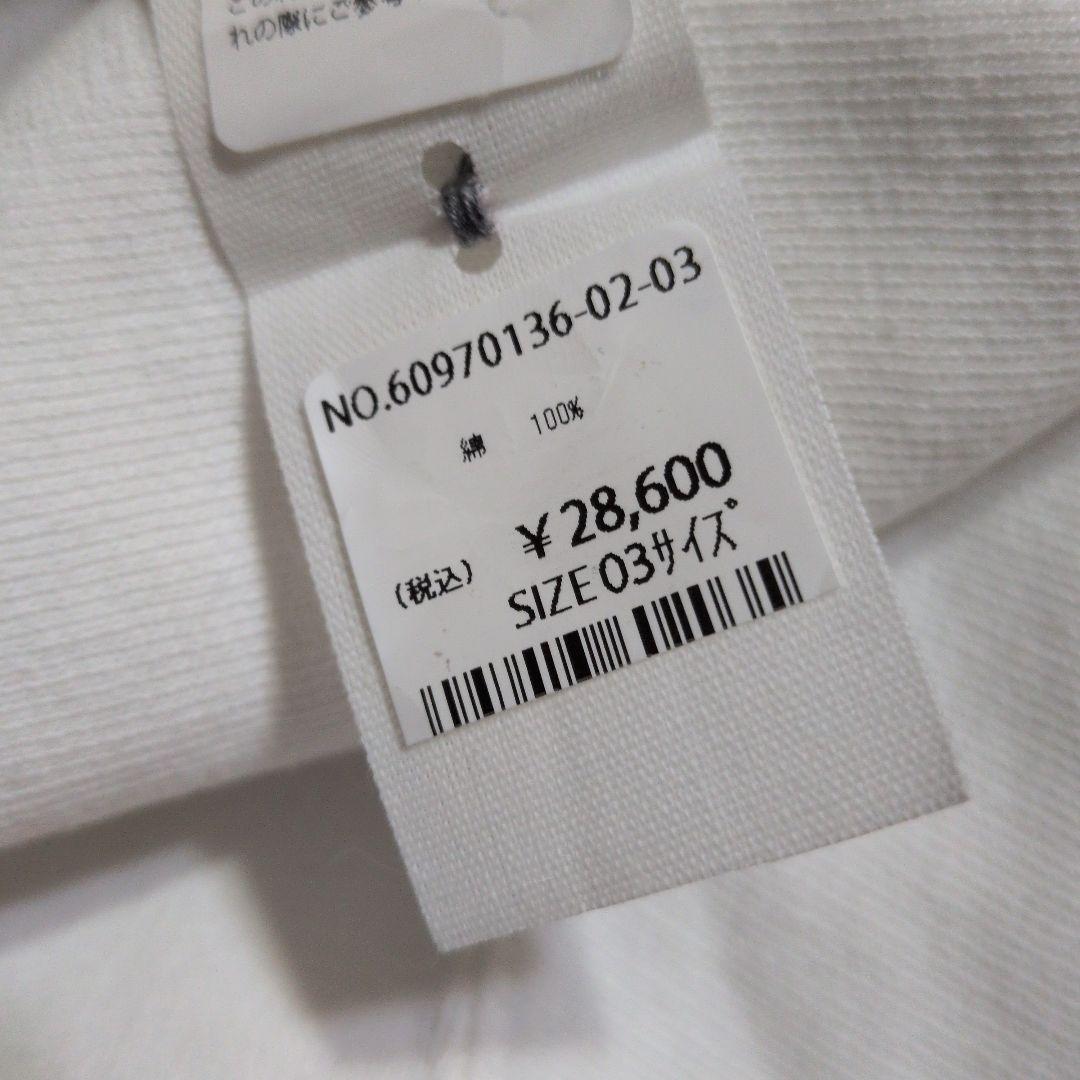 れの際にご参考
NO.60970136-02-03
綿 100%
¥28,600
(税込)
SIZE 03サイズ